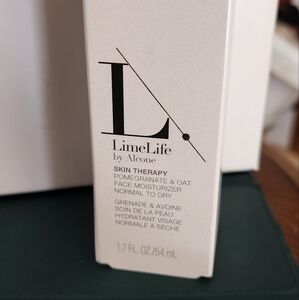 L.
LimeLife
by Alcone
SKIN THERAPY
POMEGRANATE & OAT
FACE MOISTURIZER
NORMAL TO DRY
GRENADE & AVOINE
SOIN DE LA PEAU
HYDRATANT VISAGE
NORMALE À SÈCHE
1.7 FL. OZ./54 mL